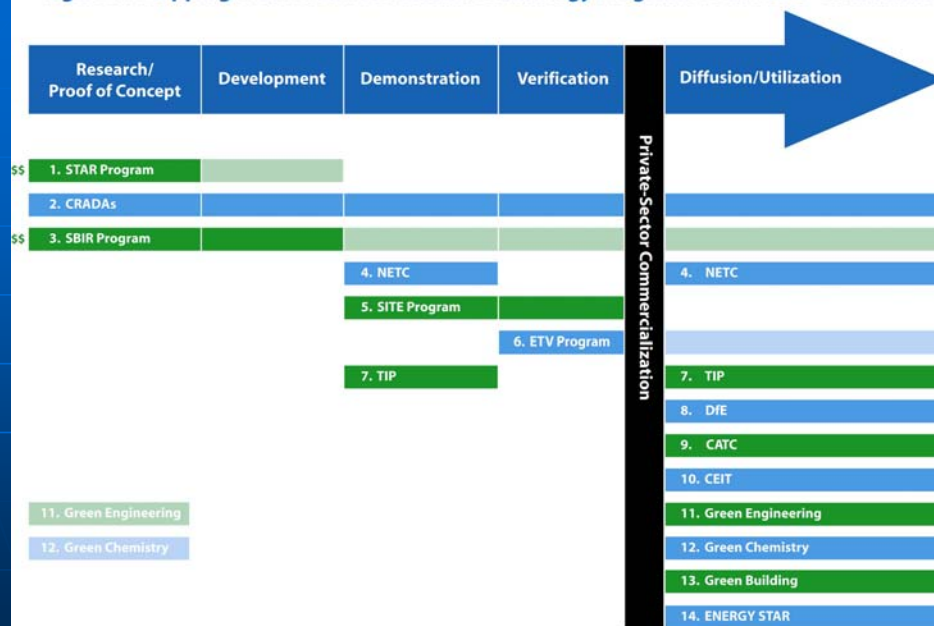 Research/
Proof of Concept
Development
Demonstration
Verification
Diffusion/Utilization
Private-Sector Commercialization
$$ 1. STAR Program
2. CRADAs
$$ 3. SBIR Program
4. NETC
4. NETC
5. SITE Program
6. ETV Program
7. TIP
7. TIP
8. DfE
9. CATC
10. CEIT
11. Green Engineering
11. Green Engineering
12. Green Chemistry
12. Green Chemistry
13. Green Building
14. ENERGY STAR